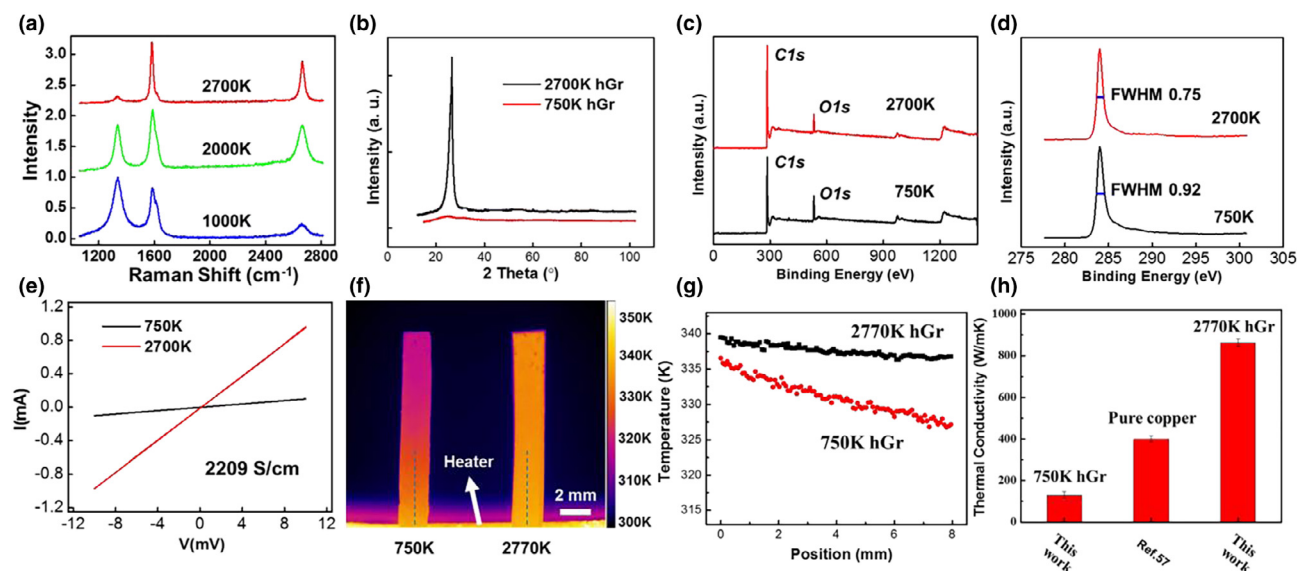 (a)
3.0
2.5
2.0
1.5
1.0
0.5
0.0
Intensity
2700K
2000K
1000K
1200 1600 2000 2400 2800
Raman Shift (cm-1)
(b)
Intensity (a. u.)
2700K hGr
750K hGr
0 20 40 60 80 100
2 Theta (°)
(c)
Intensity (a.u.)
C1s
O1s
2700K
C1s
O1s
750K
0 300 600 900 1200
Binding Energy (eV)
(d)
Intensity (a.u.)
FWHM 0.75
2700K
FWHM 0.92
750K
275 280 285 290 295 300 305
Binding Energy (eV)
(e)
1.2
0.8
0.4
0.0
-0.4
-0.8
-1.2
I(mA)
750K
2700K
2209 S/cm
-12 -8 -4 0 4 8 12
V(mV)
(f)
350K
340K
330K
320K
310K
300K
Heater
2 mm
750K 2770K
(g)
Temperature (K)
340
335
330
325
320
315
2770K hGr
750K hGr
0 2 4 6 8
Position (mm)
(h)
Thermal Conductivity (W/mK)
1000
800
600
400
200
0
750K hGr
Pure copper
2770K hGr
This work
Ref.57
This work